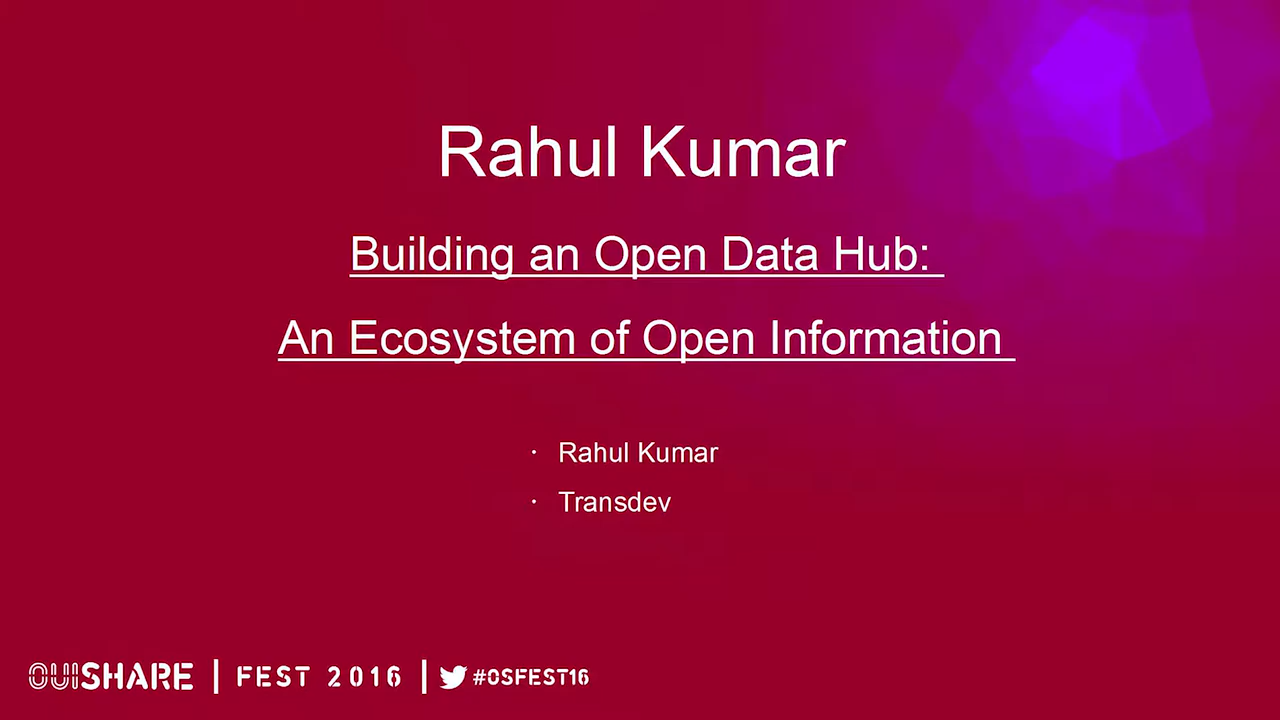 Rahul Kumar
Building an Open Data Hub:
An Ecosystem of Open Information
· Rahul Kumar
· Transdev
OUISHARE | FEST 2016 | #OSFEST16